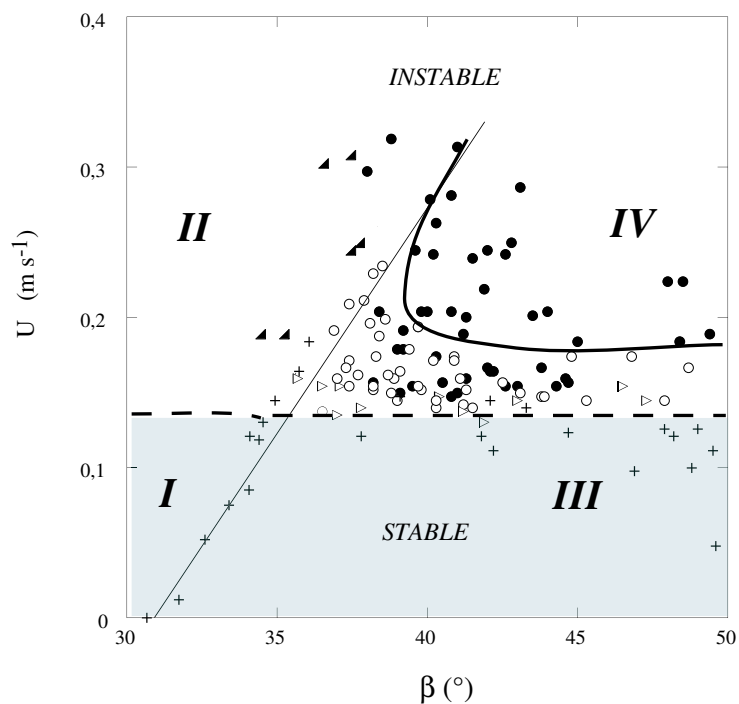 0,4
INSTABLE
0,3
II
IV
U (m s-1)
0,2
0,1
I
III
STABLE
0
30
35
40
45
50
β (°)